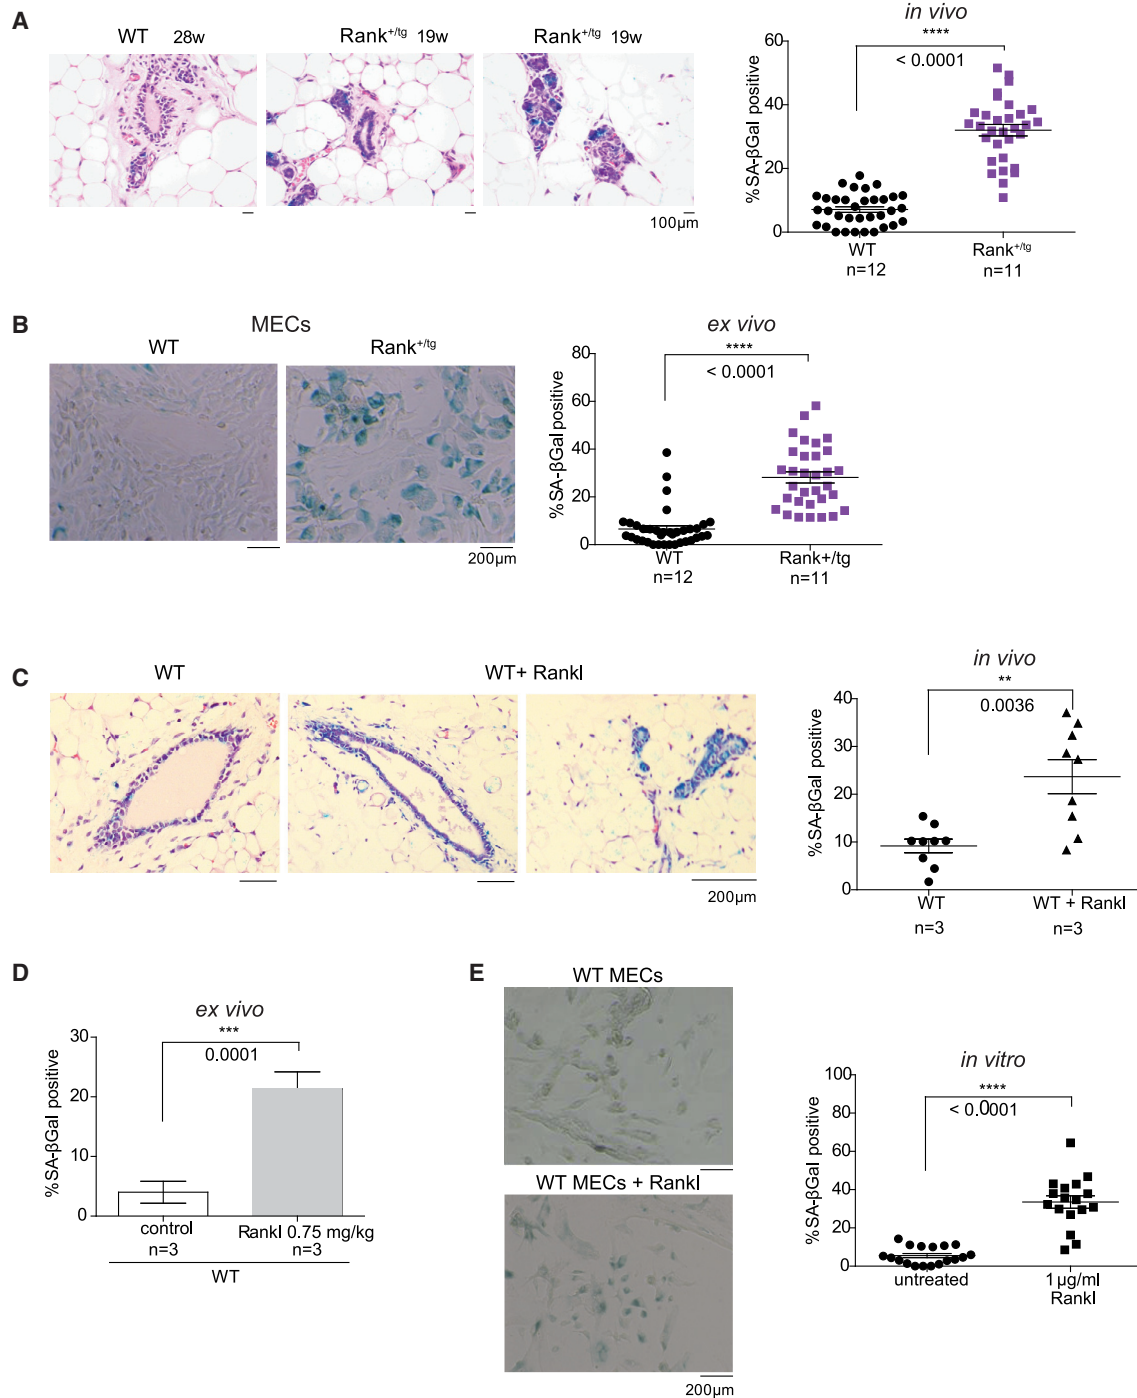 A
WT 28w
Rank+/tg 19w
Rank+/tg 19w
100µm
in vivo
****
< 0.0001
%SA-βGal positive
60
40
20
0
WT
n=12
Rank+/tg
n=11
B
MECs
WT
Rank+/tg
200µm
ex vivo
****
< 0.0001
%SA-βGal positive
80
60
40
20
0
WT
n=12
Rank+/tg
n=11
C
WT
WT+ Rankl
200µm
in vivo
**
0.0036
%SA-βGal positive
40
30
20
10
0
WT
n=3
WT + Rankl
n=3
D
ex vivo
***
0.0001
%SA-βGal positive
30
20
10
0
control
n=3
Rankl 0.75 mg/kg
n=3
WT
E
WT MECs
WT MECs + Rankl
200µm
in vitro
****
< 0.0001
%SA-βGal positive
100
80
60
40
20
0
untreated
1µg/ml
Rankl